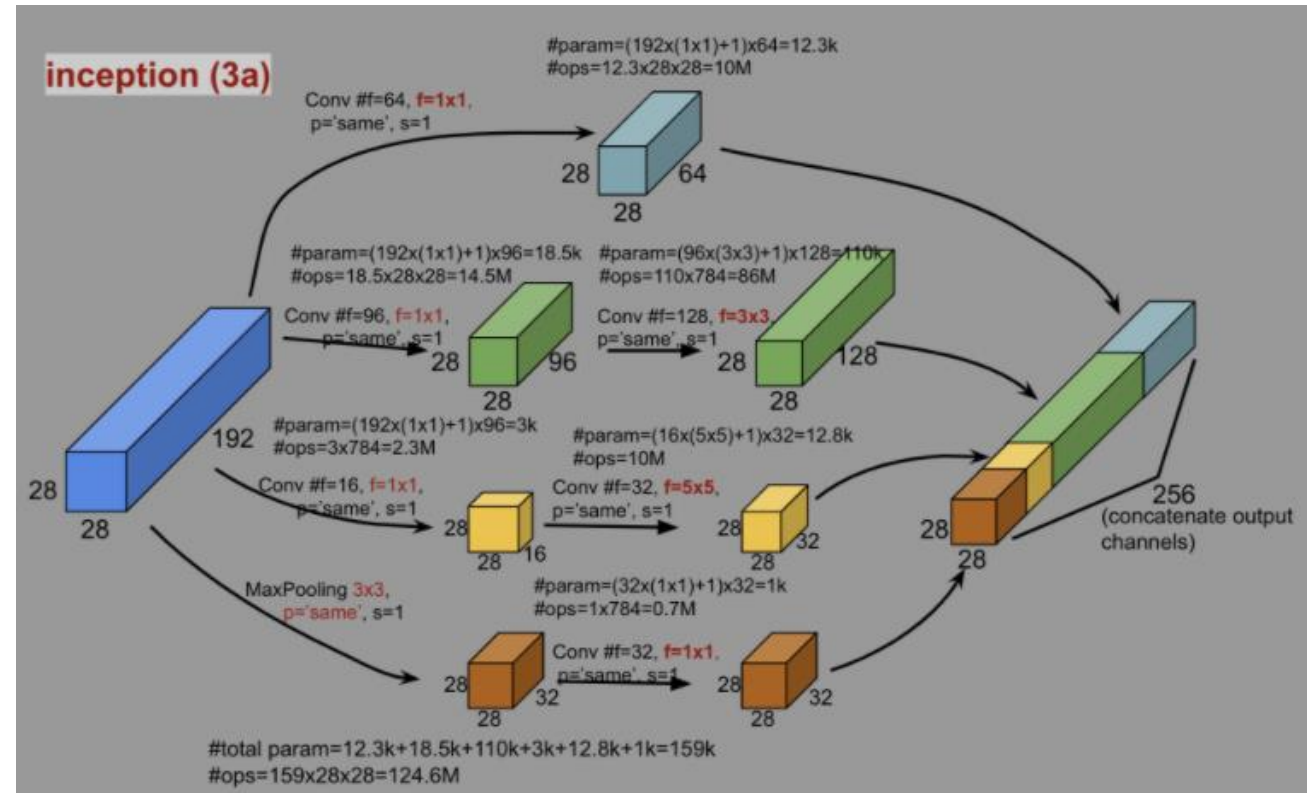 inception (3a)
#param=(192x(1x1)+1)x64=12.3k
#ops=12.3x28x28=10M
Conv #f=64, f=1x1,
p='same', s=1
28
64
28
#param=(192x(1x1)+1)x96=18.5k
#ops=18.5x28x28=14.5M
Conv #f=96, f=1x1,
p='same', s=1
28
96
28
#param=(96x(3x3)+1)x128=110k
#ops=110x784=86M
Conv #f=128, f=3x3,
p='same', s=1
28
128
28
192
28
28
#param=(192x(1x1)+1)x96=3k
#ops=3x784=2.3M
Conv #f=16, f=1x1,
p='same', s=1
28
16
28
#param=(16x(5x5)+1)x32=12.8k
#ops=10M
Conv #f=32, f=5x5,
p='same', s=1
28
32
28
256
(concatenate output
channels)
28
28
MaxPooling 3x3,
p='same', s=1
28
32
28
#param=(32x(1x1)+1)x32=1k
#ops=1x784=0.7M
Conv #f=32, f=1x1,
p='same', s=1
28
32
28
#total param=12.3k+18.5k+110k+3k+12.8k+1k=159k
#ops=159x28x28=124.6M